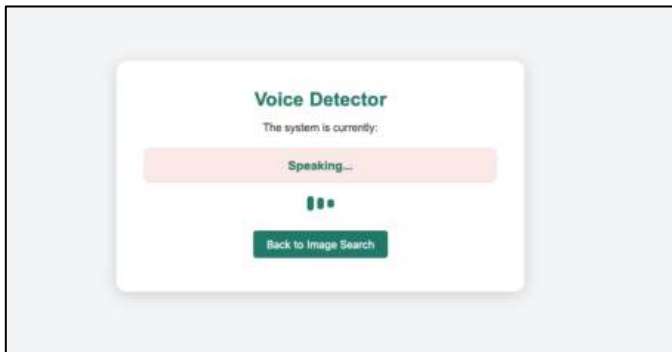 Voice Detector
The system is currently:
Speaking...
Back to Image Search